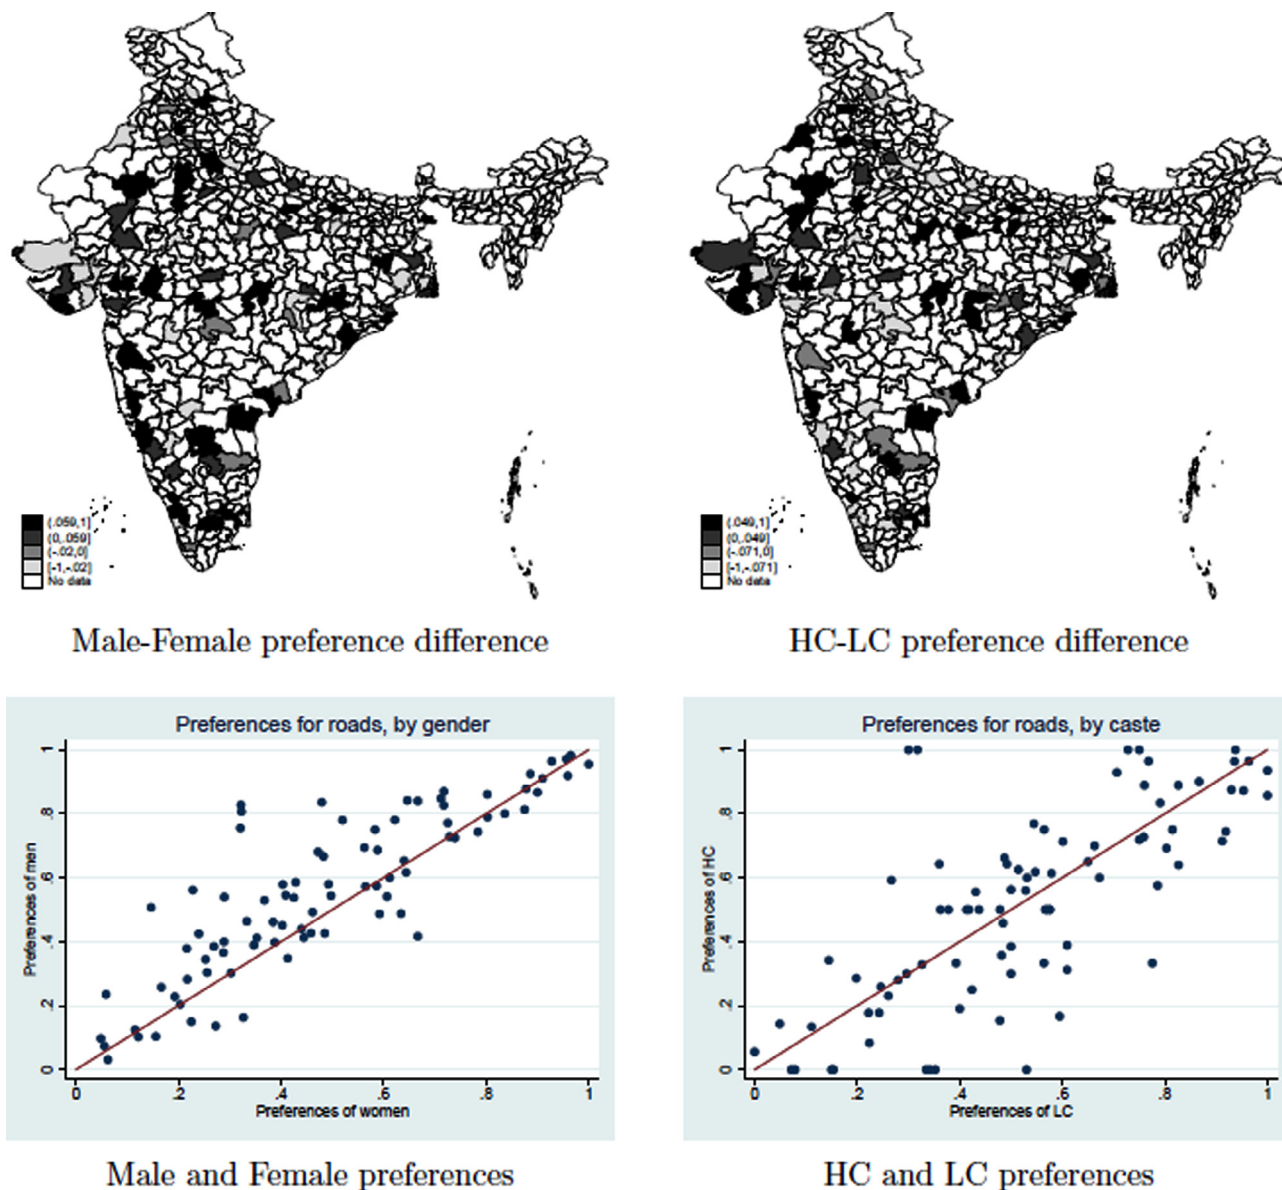 (.059,1]
(0,.059]
(-.02,0]
[-1,-.02]
No data
(.049,1]
(0,.049]
(-.071,0]
[-1,-.071]
No data
Male-Female preference difference
HC-LC preference difference
Preferences for roads, by gender
Preferences of men
1
.8
.6
.4
.2
0
0 .2 .4 .6 .8 1
Preferences of women
Preferences for roads, by caste
Preferences of HC
1
.8
.6
.4
.2
0
0 .2 .4 .6 .8 1
Preferences of LC
Male and Female preferences
HC and LC preferences